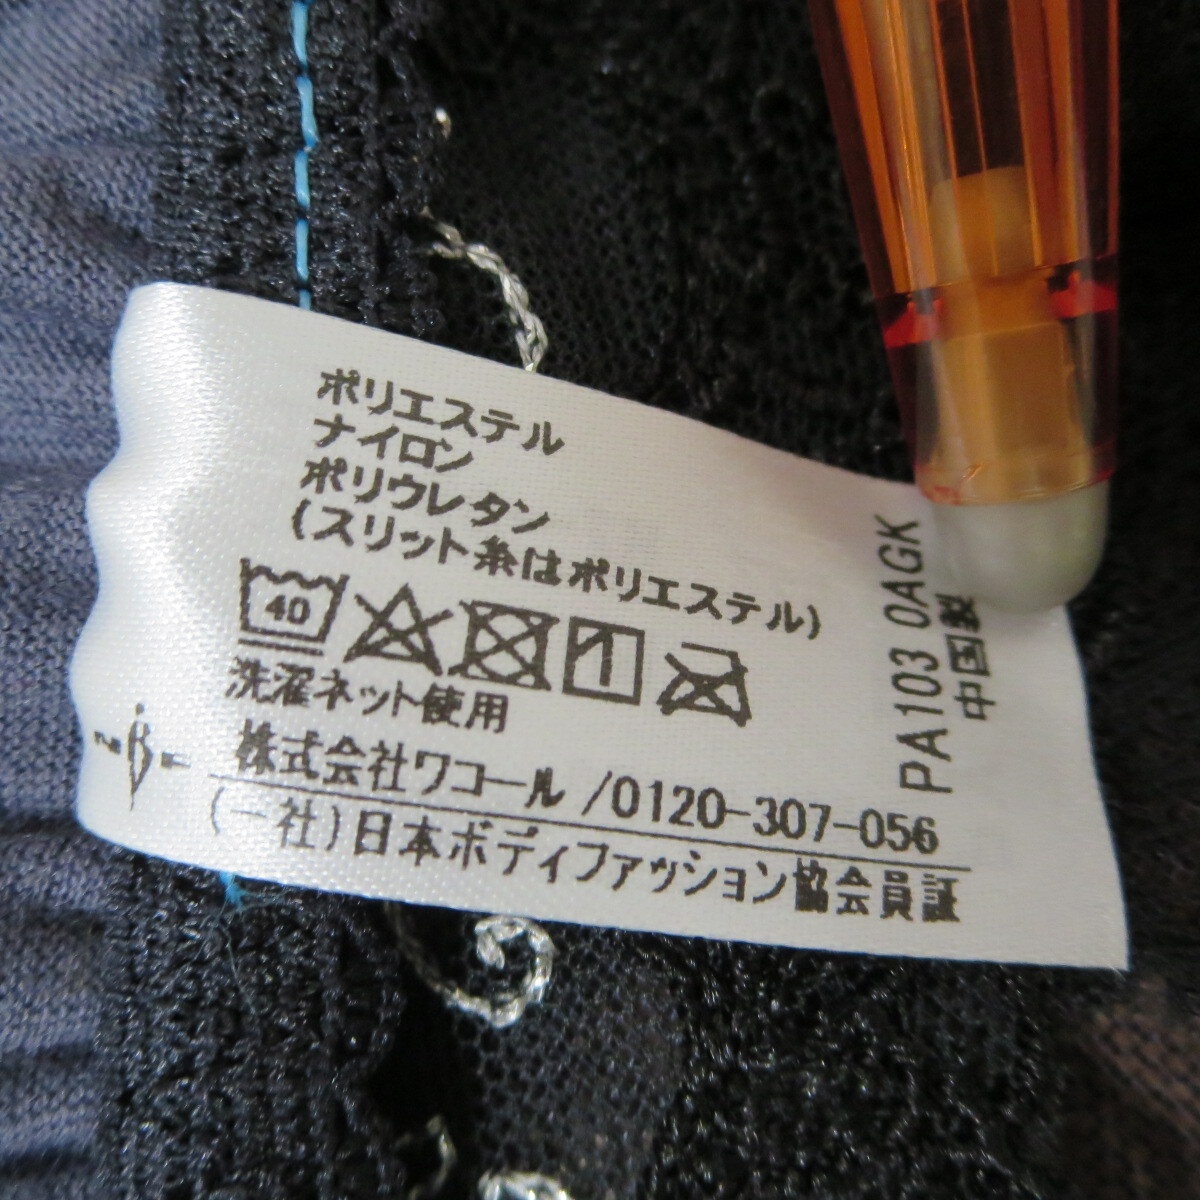 ポリエステル
ナイロン
ポリウレタン
(スリット糸はポリエステル)
40
洗濯ネット使用
株式会社ワコール /0120-307-056
(一社)日本ボディファッション協会員証
PA103 0AGK
中国製